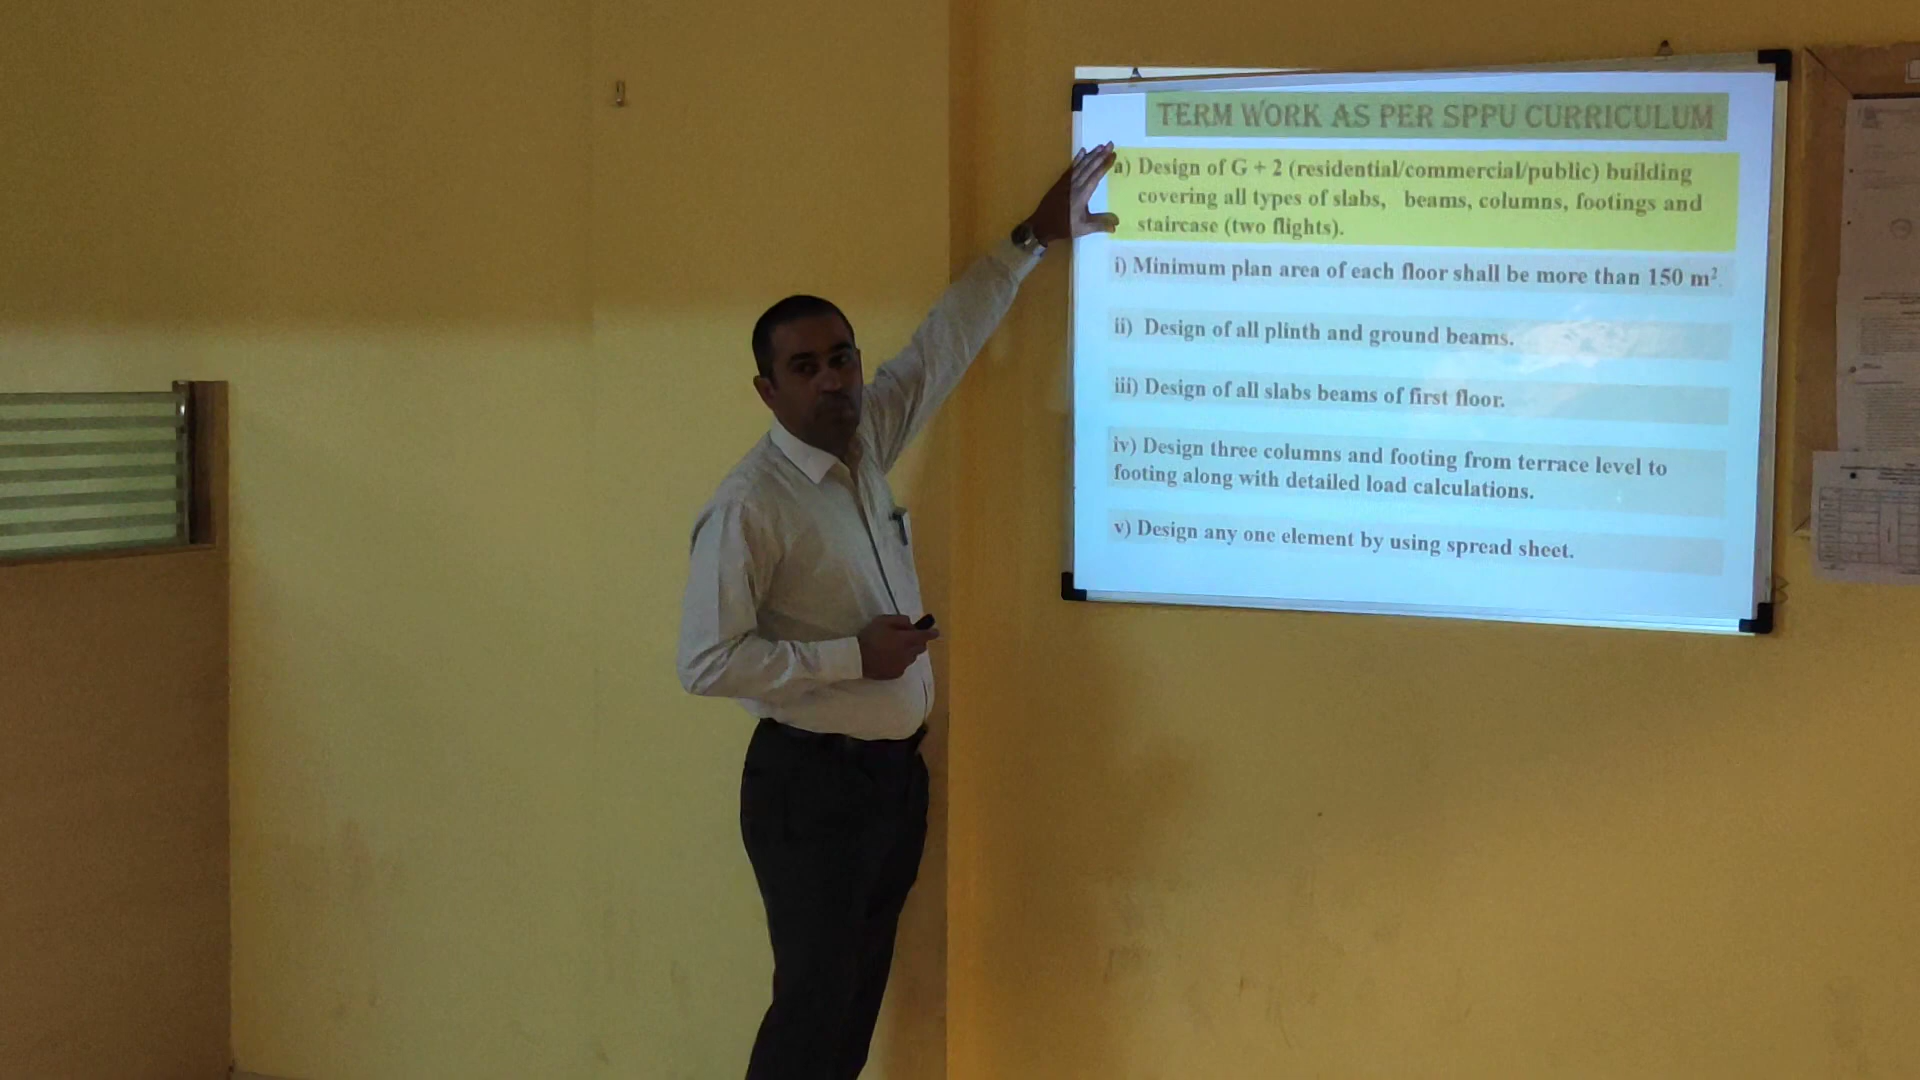 TERM WORK AS PER SPPU CURRICULUM
a) Design of G + 2 (residential/commercial/public) building
covering all types of slabs, beams, columns, footings and
staircase (two flights).
i) Minimum plan area of each floor shall be more than 150 m².
ii) Design of all plinth and ground beams.
iii) Design of all slabs beams of first floor.
iv) Design three columns and footing from terrace level to
footing along with detailed load calculations.
v) Design any one element by using spread sheet.